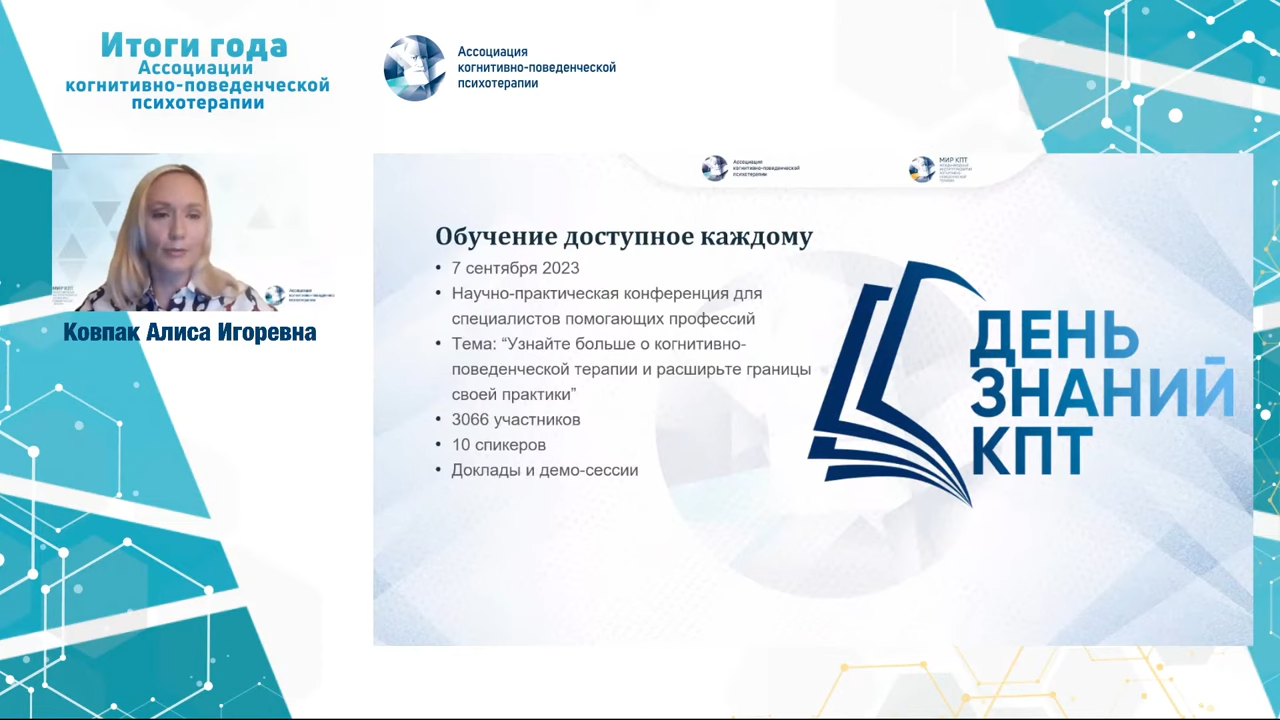 Итоги года
Ассоциации
когнитивно-поведенческой
психотерапии
Ассоциация
когнитивно-поведенческой
психотерапии
Ковпак Алиса Игоревна
Ассоциация
когнитивно-поведенческой
психотерапии
МИР КПТ
Обучение доступное каждому
• 7 сентября 2023
• Научно-практическая конференция для
специалистов помогающих профессий
• Тема: “Узнайте больше о когнитивно-
поведенческой терапии и расширьте границы
своей практики”
• 3066 участников
• 10 спикеров
• Доклады и демо-сессии
ДЕНЬ
ЗНАНИЙ
КПТ